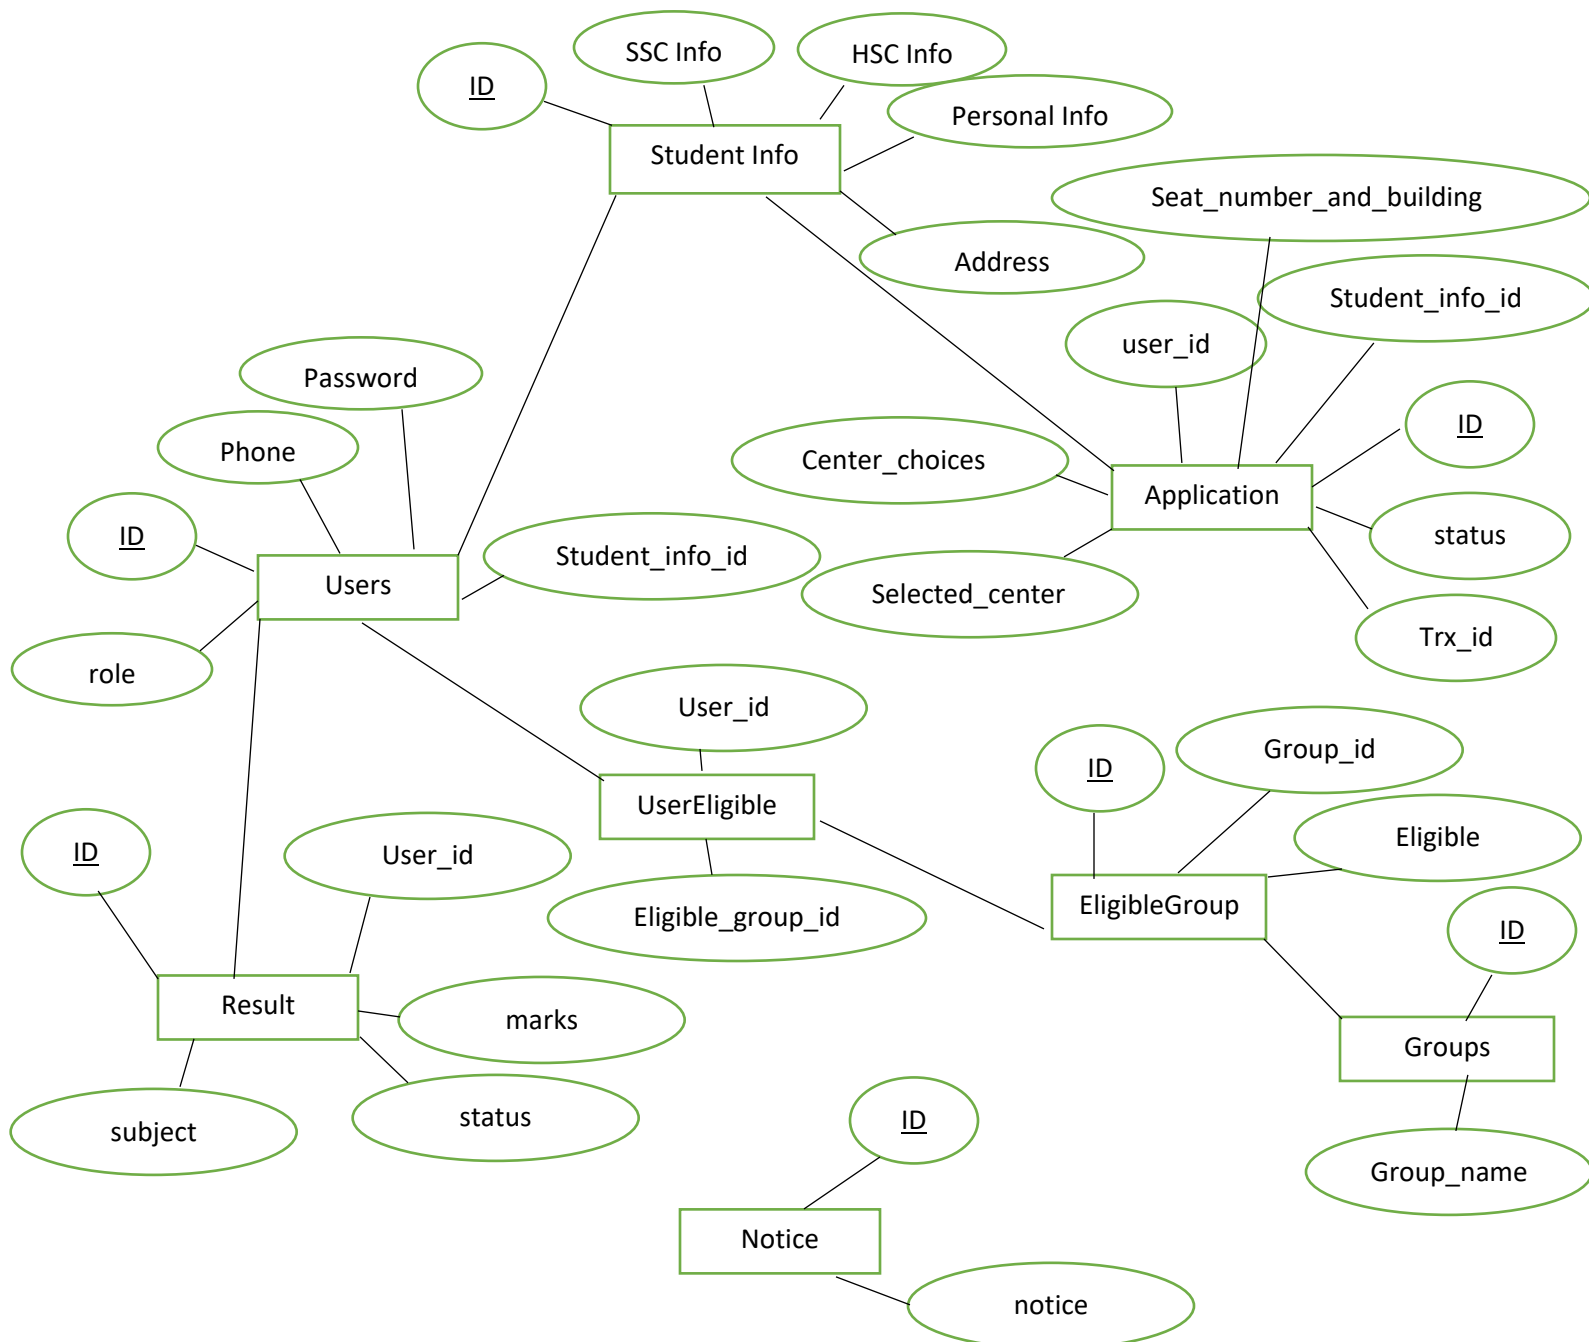 SSC Info
HSC Info
ID
Personal Info
Student Info
Seat_number_and_building
Address
Student_info_id
user_id
Password
ID
Phone
Center_choices
Application
ID
status
Student_info_id
Users
Selected_center
Trx_id
role
User_id
Group_id
ID
UserEligible
Eligible
ID
User_id
EligibleGroup
Eligible_group_id
ID
Result
marks
Groups
status
subject
ID
Group_name
Notice
notice